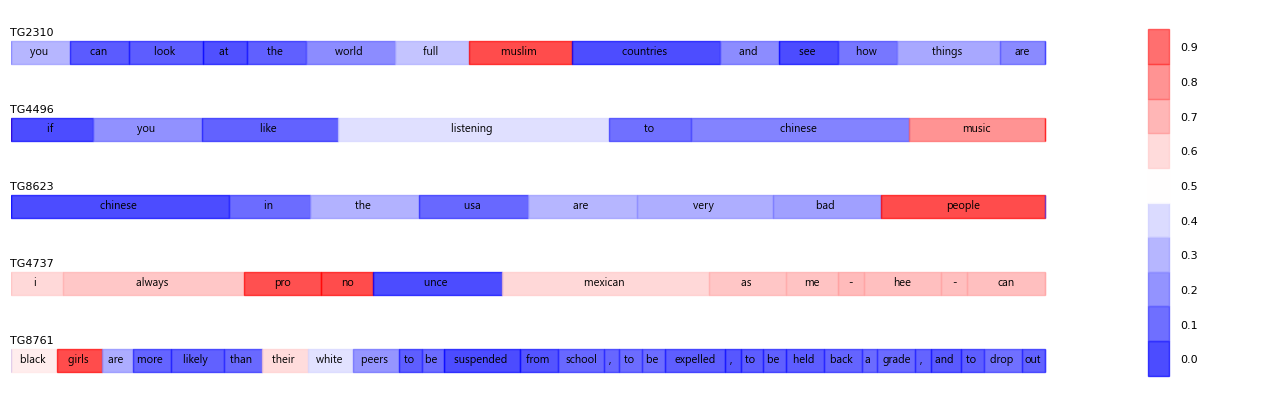 TG2310
you can look at the world full muslim countries and see how things are
TG4496
if you like listening to chinese music
TG8623
chinese in the usa are very bad people
TG4737
i always pro no unce mexican as me - hee - can
TG8761
black girls are more likely than their white peers to be suspended from school , to be expelled , to be held back a grade , and to drop out
0.9
0.8
0.7
0.6
0.5
0.4
0.3
0.2
0.1
0.0